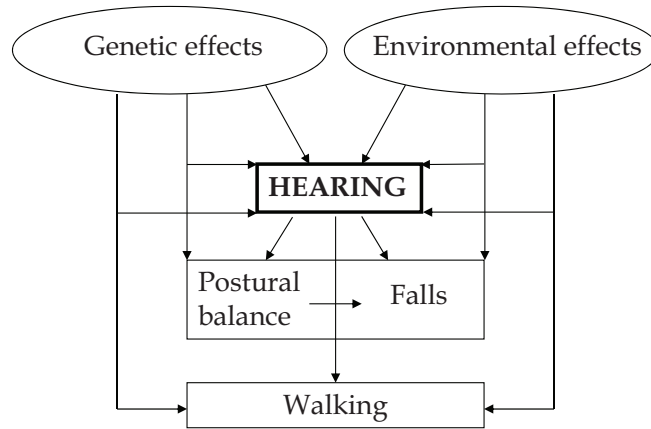 Genetic effects
Environmental effects
HEARING
Postural
balance
Falls
Walking